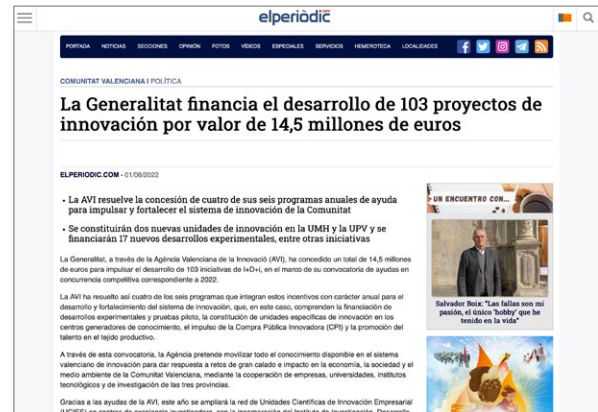 elperiòdic
.com
PORTADA NOTICIAS SECCIONES OPINIÓN FOTOS VÍDEOS ESPECIALES SERVICIOS HEMEROTECA LOCALIDADES
COMUNITAT VALENCIANA I POLÍTICA
La Generalitat financia el desarrollo de 103 proyectos de
innovación por valor de 14,5 millones de euros
ELPERIODIC.COM - 01/08/2022
• La AVI resuelve la concesión de cuatro de sus seis programas anuales de ayuda
para impulsar y fortalecer el sistema de innovación de la Comunitat
• Se constituirán dos nuevas unidades de innovación en la UMH y la UPV y se
financiarán 17 nuevos desarrollos experimentales, entre otras iniciativas
La Generalitat, a través de la Agència Valenciana de la Innovació (AVI), ha concedido un total de 14,5 millones
de euros para impulsar el desarrollo de 103 iniciativas de I+D+i, en el marco de su convocatoria de ayudas en
concurrencia competitiva correspondiente a 2022.
La AVI ha resuelto así cuatro de los seis programas que integran estos incentivos con carácter anual para el
desarrollo y fortalecimiento del sistema de innovación, que, en este caso, comprenden la financiación de
desarrollos experimentales y pruebas piloto, la constitución de unidades específicas de innovación en los
centros generadores de conocimiento, el impulso de la Compra Pública Innovadora (CPI) y la promoción del
talento en el tejido productivo.
A través de esta convocatoria, la Agencia pretende movilizar todo el conocimiento disponible en el sistema
valenciano de innovación para dar respuesta a retos de gran calado e impacto en la economía, la sociedad y el
medio ambiente de la Comunitat Valenciana, mediante la cooperación de empresas, universidades, institutos
tecnológicos y de investigación de las tres provincias.
Gracias a las ayudas de la AVI, este año se ampliará la red de Unidades Científicas de Innovación Empresarial
UN ENCUENTRO CON...
Salvador Boix: "Las fallas son mi
pasión, el único 'hobby' que he
tenido en la vida"